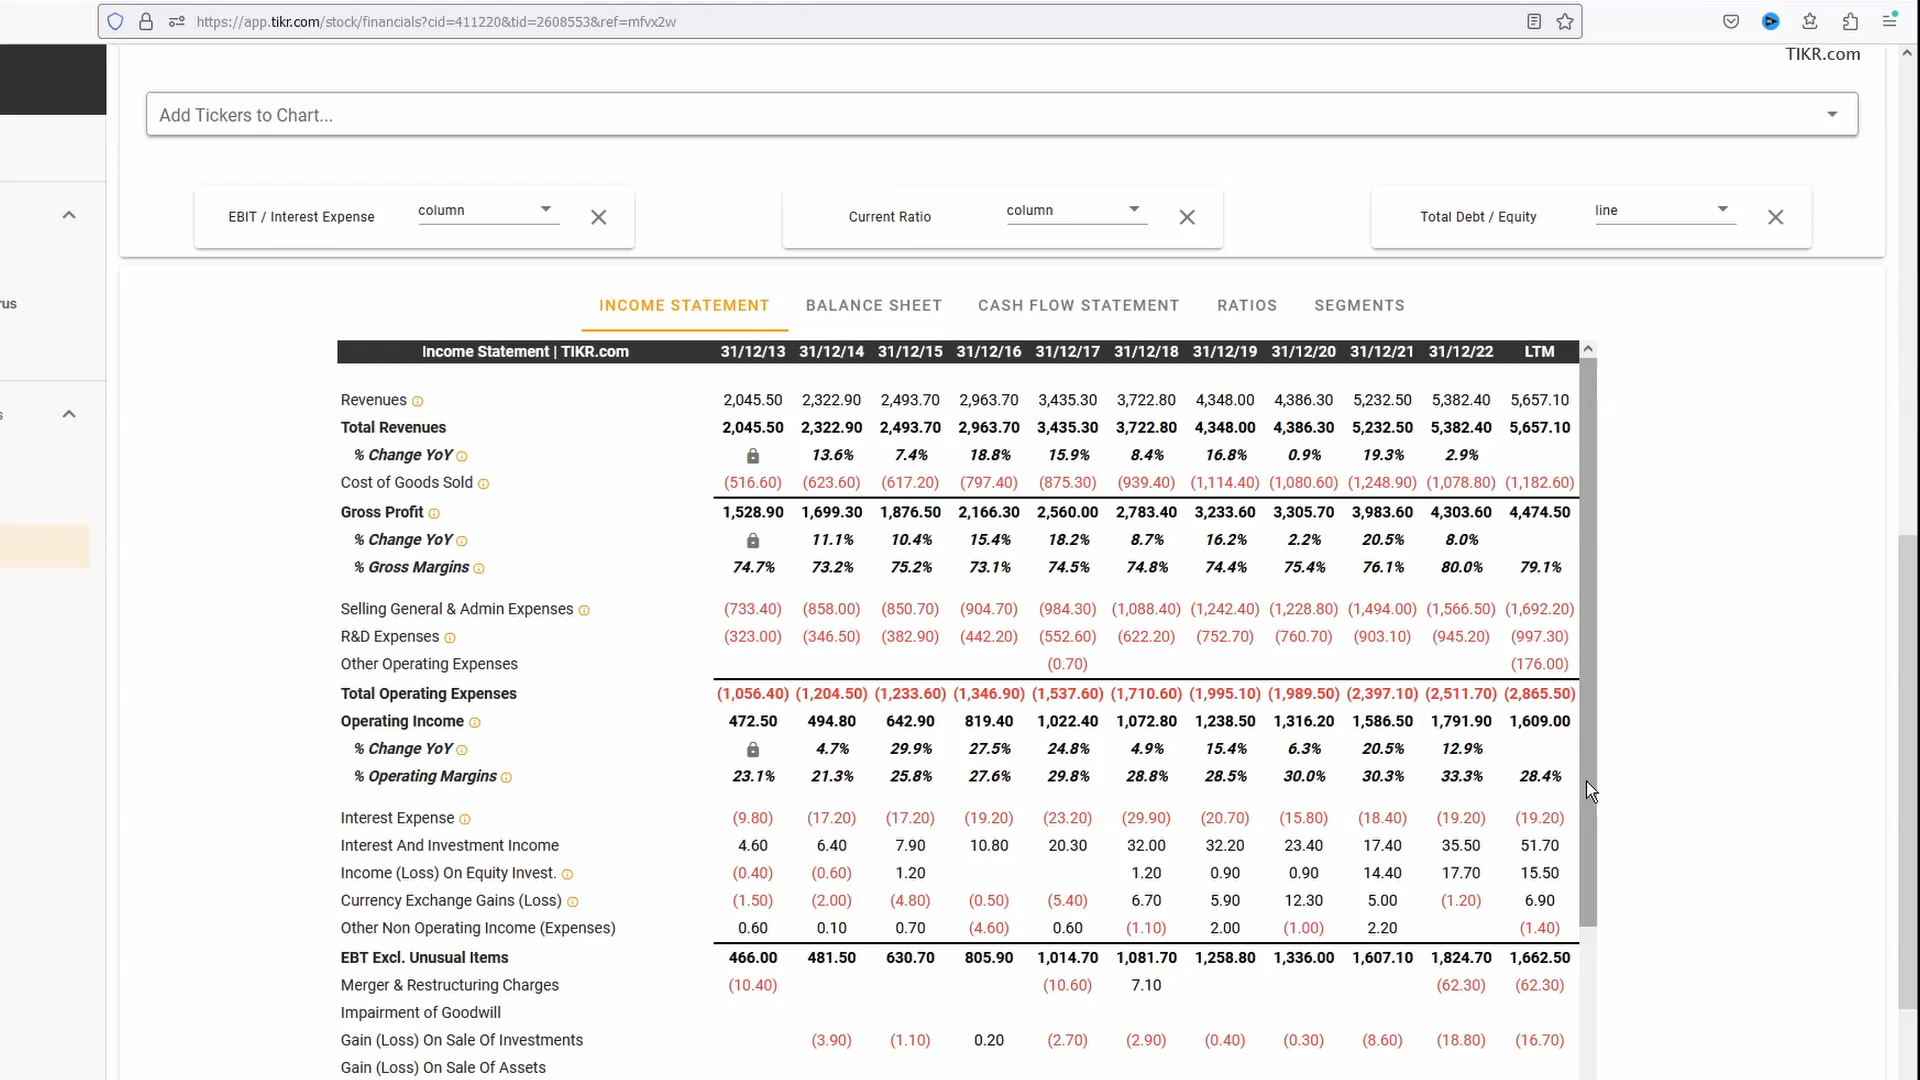 https://app.tikr.com/stock/financials?cid=411220&tid=2608553&ref=mfvx2w
TIKR.com
Add Tickers to Chart...
EBIT / Interest Expense column Current Ratio column Total Debt / Equity line
rus
s
INCOME STATEMENT BALANCE SHEET CASH FLOW STATEMENT RATIOS SEGMENTS
Income Statement | TIKR.com 31/12/13 31/12/14 31/12/15 31/12/16 31/12/17 31/12/18 31/12/19 31/12/20 31/12/21 31/12/22 LTM
Revenues 2,045.50 2,322.90 2,493.70 2,963.70 3,435.30 3,722.80 4,348.00 4,386.30 5,232.50 5,382.40 5,657.10
Total Revenues 2,045.50 2,322.90 2,493.70 2,963.70 3,435.30 3,722.80 4,348.00 4,386.30 5,232.50 5,382.40 5,657.10
% Change YoY 13.6% 7.4% 18.8% 15.9% 8.4% 16.8% 0.9% 19.3% 2.9%
Cost of Goods Sold (516.60) (623.60) (617.20) (797.40) (875.30) (939.40) (1,114.40) (1,080.60) (1,248.90) (1,078.80) (1,182.60)
Gross Profit 1,528.90 1,699.30 1,876.50 2,166.30 2,560.00 2,783.40 3,233.60 3,305.70 3,983.60 4,303.60 4,474.50
% Change YoY 11.1% 10.4% 15.4% 18.2% 8.7% 16.2% 2.2% 20.5% 8.0%
% Gross Margins 74.7% 73.2% 75.2% 73.1% 74.5% 74.8% 74.4% 75.4% 76.1% 80.0% 79.1%
Selling General & Admin Expenses (733.40) (858.00) (850.70) (904.70) (984.30) (1,088.40) (1,242.40) (1,228.80) (1,494.00) (1,566.50) (1,692.20)
R&D Expenses (323.00) (346.50) (382.90) (442.20) (552.60) (622.20) (752.70) (760.70) (903.10) (945.20) (997.30)
Other Operating Expenses (0.70) (176.00)
Total Operating Expenses (1,056.40) (1,204.50) (1,233.60) (1,346.90) (1,537.60) (1,710.60) (1,995.10) (1,989.50) (2,397.10) (2,511.70) (2,865.50)
Operating Income 472.50 494.80 642.90 819.40 1,022.40 1,072.80 1,238.50 1,316.20 1,586.50 1,791.90 1,609.00
% Change YoY 4.7% 29.9% 27.5% 24.8% 4.9% 15.4% 6.3% 20.5% 12.9%
% Operating Margins 23.1% 21.3% 25.8% 27.6% 29.8% 28.8% 28.5% 30.0% 30.3% 33.3% 28.4%
Interest Expense (9.80) (17.20) (17.20) (19.20) (23.20) (29.90) (20.70) (15.80) (18.40) (19.20) (19.20)
Interest And Investment Income 4.60 6.40 7.90 10.80 20.30 32.00 32.20 23.40 17.40 35.50 51.70
Income (Loss) On Equity Invest. (0.40) (0.60) 1.20 1.20 0.90 0.90 14.40 17.70 15.50
Currency Exchange Gains (Loss) (1.50) (2.00) (4.80) (0.50) (5.40) 6.70 5.90 12.30 5.00 (1.20) 6.90
Other Non Operating Income (Expenses) 0.60 0.10 0.70 (4.60) 0.60 (1.10) 2.00 (1.00) 2.20 (1.40)
EBT Excl. Unusual Items 466.00 481.50 630.70 805.90 1,014.70 1,081.70 1,258.80 1,336.00 1,607.10 1,824.70 1,662.50
Merger & Restructuring Charges (10.40) (10.60) 7.10 (62.30) (62.30)
Impairment of Goodwill
Gain (Loss) On Sale Of Investments (3.90) (1.10) 0.20 (2.70) (2.90) (0.40) (0.30) (8.60) (18.80) (16.70)
Gain (Loss) On Sale Of Assets